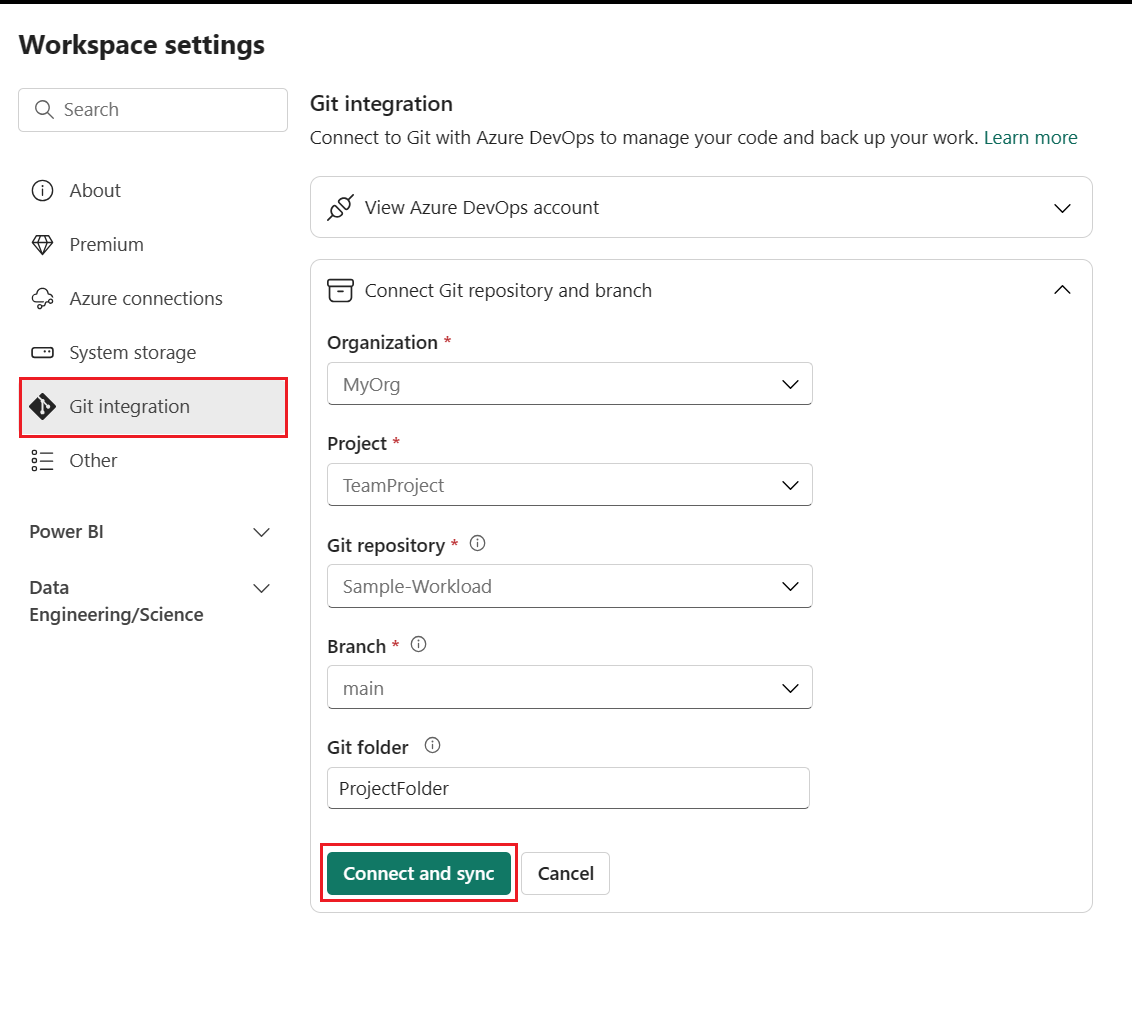 Workspace settings
Search
About
Premium
Azure connections
System storage
Git integration
Other
Power BI
Data
Engineering/Science
Git integration
Connect to Git with Azure DevOps to manage your code and back up your work. Learn more
View Azure DevOps account
Connect Git repository and branch
Organization *
MyOrg
Project *
TeamProject
Git repository *
Sample-Workload
Branch *
main
Git folder
ProjectFolder
Connect and sync
Cancel